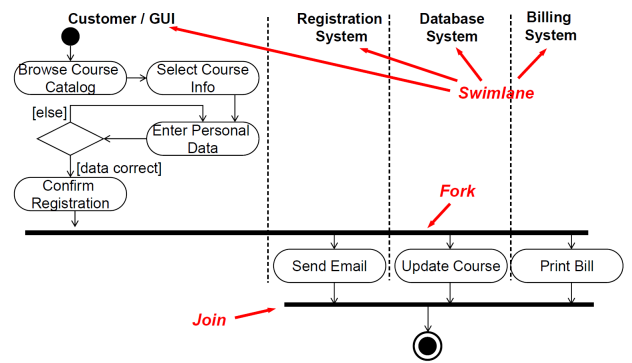 Customer / GUI
Registration
System
Database
System
Billing
System
Browse Course
Catalog
Select Course
Info
Swimlane
[else]
Enter Personal
Data
[data correct]
Confirm
Registration
Fork
Send Email
Update Course
Print Bill
Join